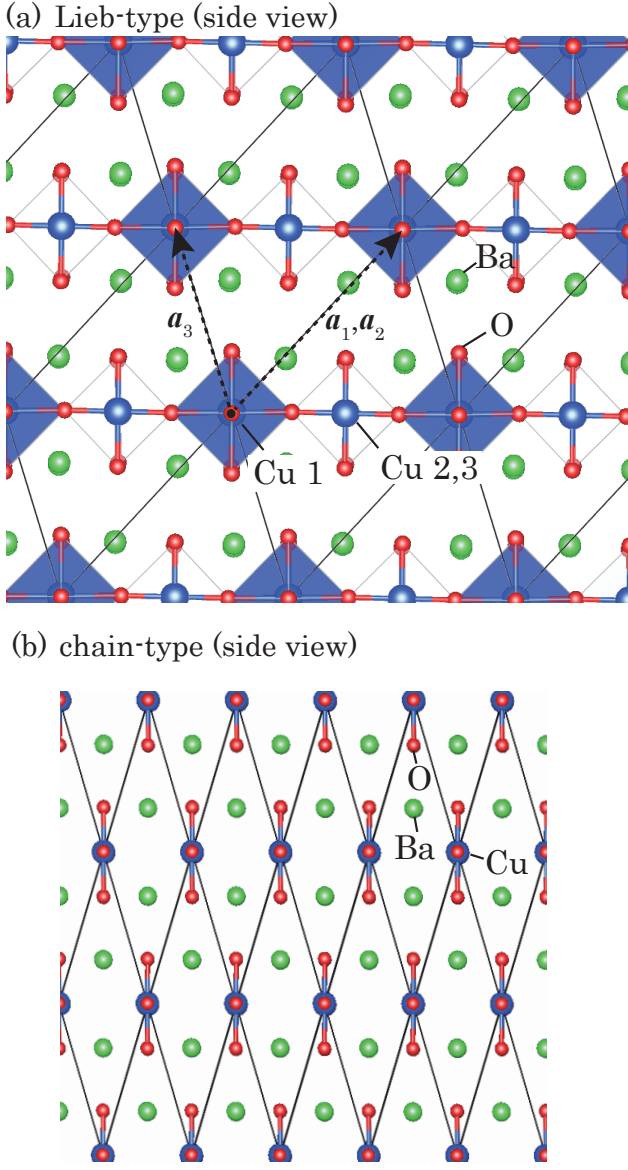 (a) Lieb-type (side view)
Ba
a₃
a₁,a₂
O
Cu 1
Cu 2,3
(b) chain-type (side view)
O
Ba
Cu